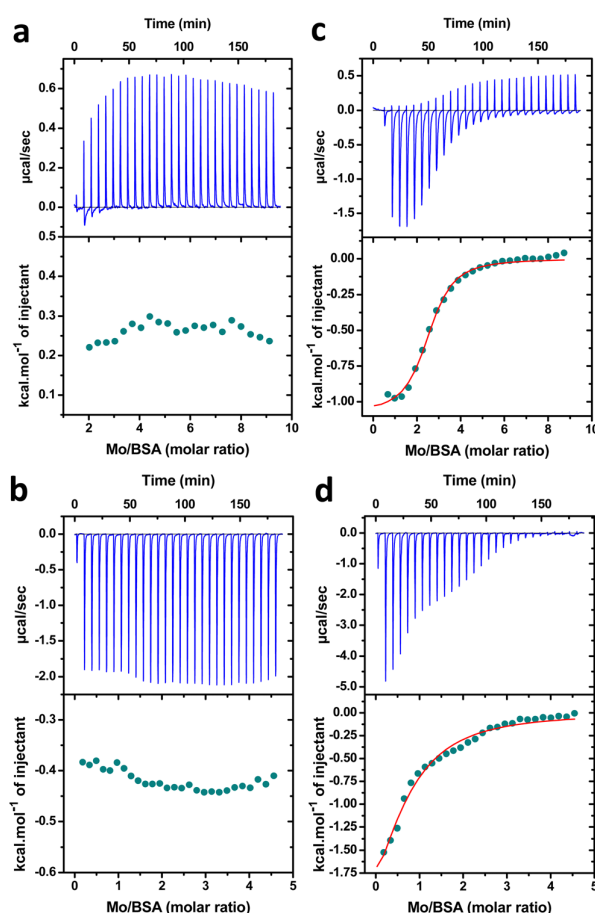 a
Time (min)
0 50 100 150
µcal/sec
0.6
0.4
0.2
0.0
kcal.mol⁻¹ of injectant
0.5
0.4
0.3
0.2
0.1
2 4 6 8 10
Mo/BSA (molar ratio)
c
Time (min)
0 50 100 150
µcal/sec
0.5
0.0
-0.5
-1.0
-1.5
kcal.mol⁻¹ of injectant
0.00
-0.25
-0.50
-0.75
-1.00
0 2 4 6 8 10
Mo/BSA (molar ratio)
b
Time (min)
0 50 100 150
µcal/sec
0.0
-0.5
-1.0
-1.5
-2.0
kcal.mol⁻¹ of injectant
-0.3
-0.4
-0.5
-0.6
0 1 2 3 4 5
Mo/BSA (molar ratio)
d
Time (min)
0 50 100 150
µcal/sec
0.0
-1.0
-2.0
-3.0
-4.0
-5.0
kcal.mol⁻¹ of injectant
0.00
-0.25
-0.50
-0.75
-1.00
-1.25
-1.50
-1.75
0 1 2 3 4 5
Mo/BSA (molar ratio)